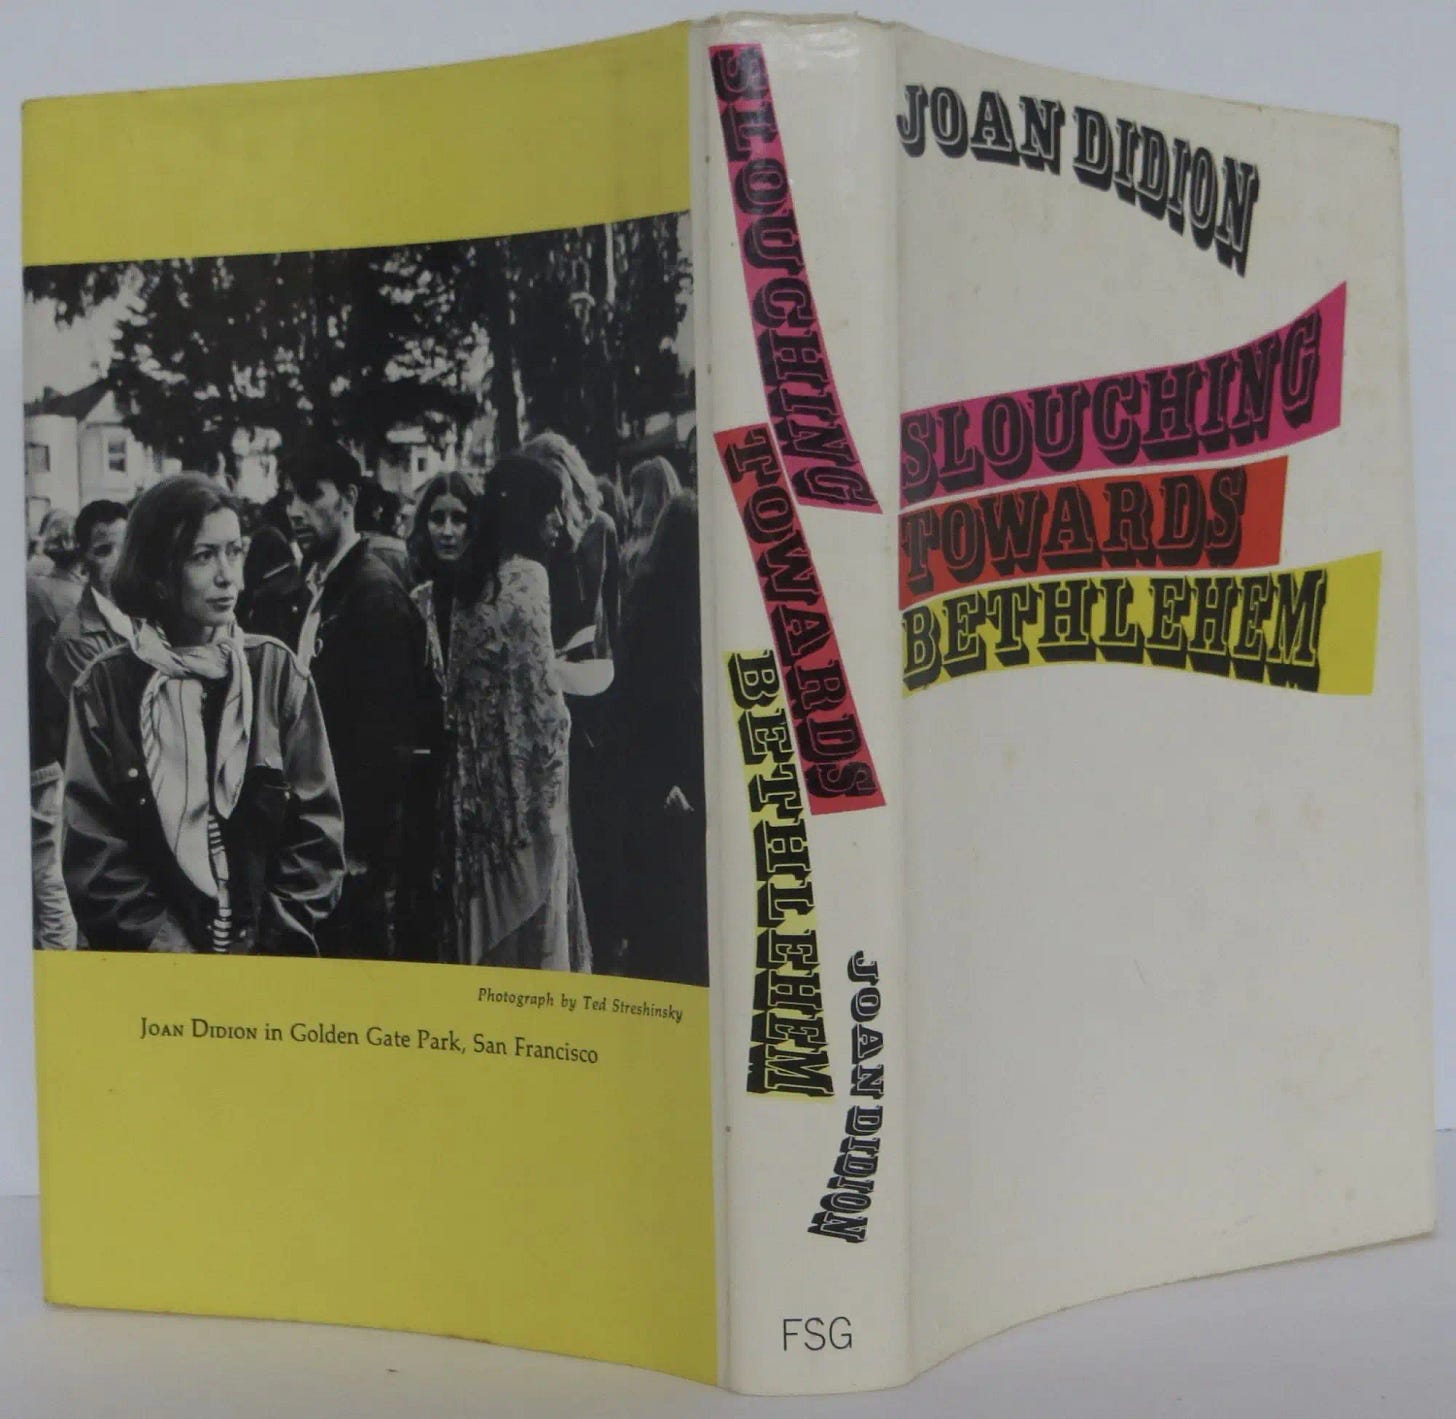 Photograph by Ted Streshinsky
JOAN DIDION in Golden Gate Park, San Francisco
SLOUCHING
TOWARDS
BETHLEHEM
JOAN DIDION
FSG
JOAN DIDION
SLOUCHING
TOWARDS
BETHLEHEM